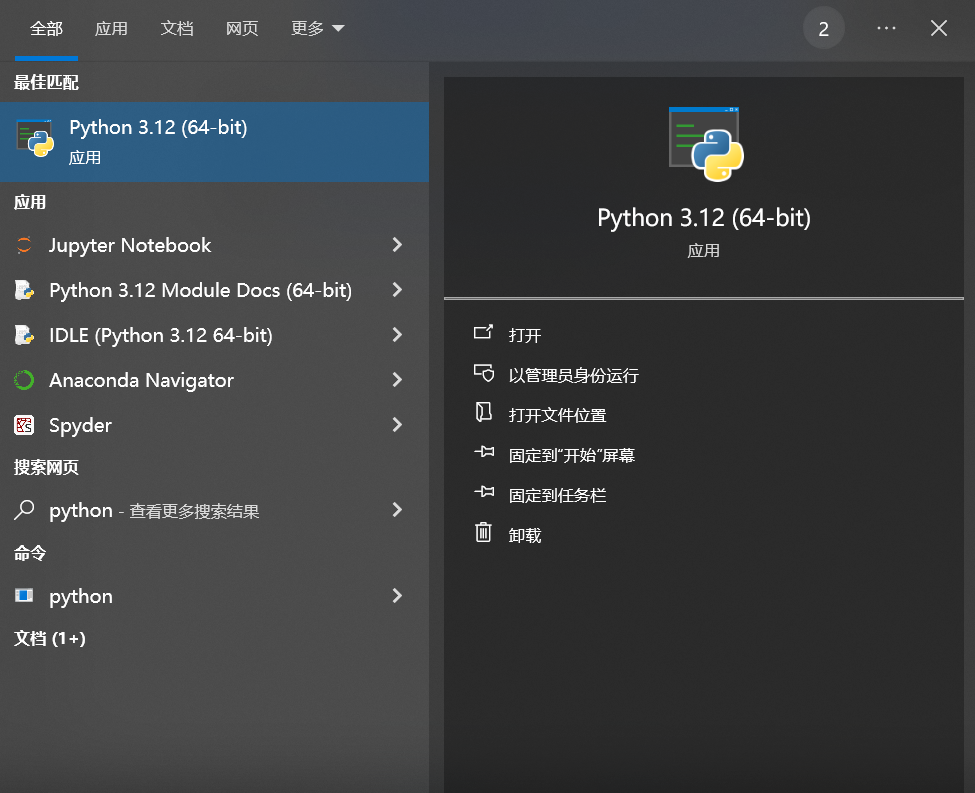 全部 应用 文档 网页 更多 2
最佳匹配
Python 3.12 (64-bit)
应用
应用
Jupyter Notebook
Python 3.12 Module Docs (64-bit)
IDLE (Python 3.12 64-bit)
Anaconda Navigator
Spyder
搜索网页
python - 查看更多搜索结果
命令
python
文档 (1+)
Python 3.12 (64-bit)
应用
打开
以管理员身份运行
打开文件位置
固定到"开始"屏幕
固定到任务栏
卸载